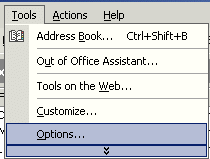 Tools Actions Help
Address Book... Ctrl+Shift+B
Out of Office Assistant...
Tools on the Web...
Customize...
Options...